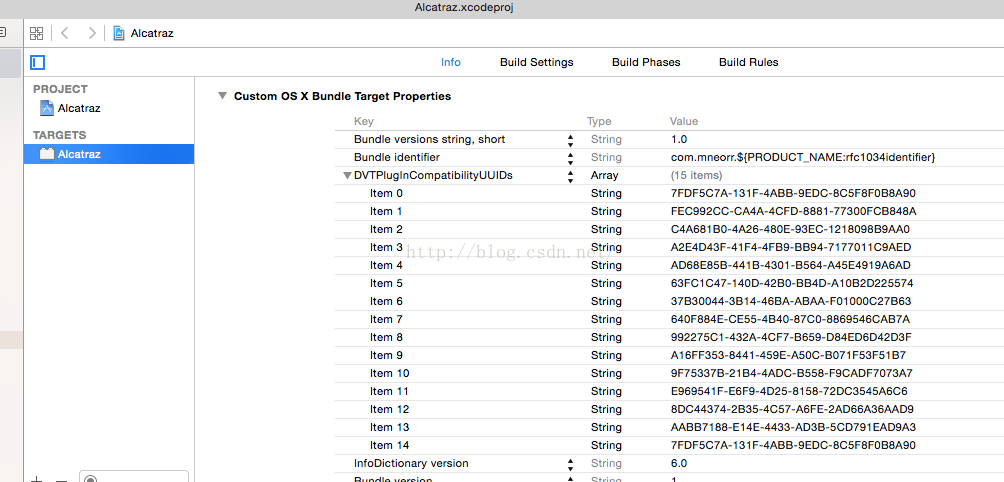 Alcatraz.xcodeproj
Alcatraz
Info Build Settings Build Phases Build Rules
PROJECT
Alcatraz
TARGETS
Alcatraz
Custom OS X Bundle Target Properties
Key Type Value
Bundle versions string, short String 1.0
Bundle identifier String com.mneorr.${PRODUCT_NAME:rfc1034identifier}
DVTPlugInCompatibilityUUIDs Array (15 items)
Item 0 String 7FDF5C7A-131F-4ABB-9EDC-8C5F8F0B8A90
Item 1 String FEC992CC-CA4A-4CFD-8881-77300FCB848A
Item 2 String C4A681B0-4A26-480E-93EC-1218098B9AA0
Item 3 String A2E4D43F-41F4-4FB9-BB94-7177011C9AED
Item 4 String AD68E85B-441B-4301-B564-A45E4919A6AD
Item 5 String 63FC1C47-140D-42B0-BB4D-A10B2D225574
Item 6 String 37B30044-3B14-46BA-ABAA-F01000C27B63
Item 7 String 640F884E-CE55-4B40-87C0-8869546CAB7A
Item 8 String 992275C1-432A-4CF7-B659-D84ED6D42D3F
Item 9 String A16FF353-8441-459E-A50C-B071F53F51B7
Item 10 String 9F75337B-21B4-4ADC-B558-F9CADF7073A7
Item 11 String E969541F-E6F9-4D25-8158-72DC3545A6C6
Item 12 String 8DC44374-2B35-4C57-A6FE-2AD66A36AAD9
Item 13 String AABB7188-E14E-4433-AD3B-5CD791EAD9A3
Item 14 String 7FDF5C7A-131F-4ABB-9EDC-8C5F8F0B8A90
InfoDictionary version String 6.0
Bundle version String 1
http://blog.csdn.net/